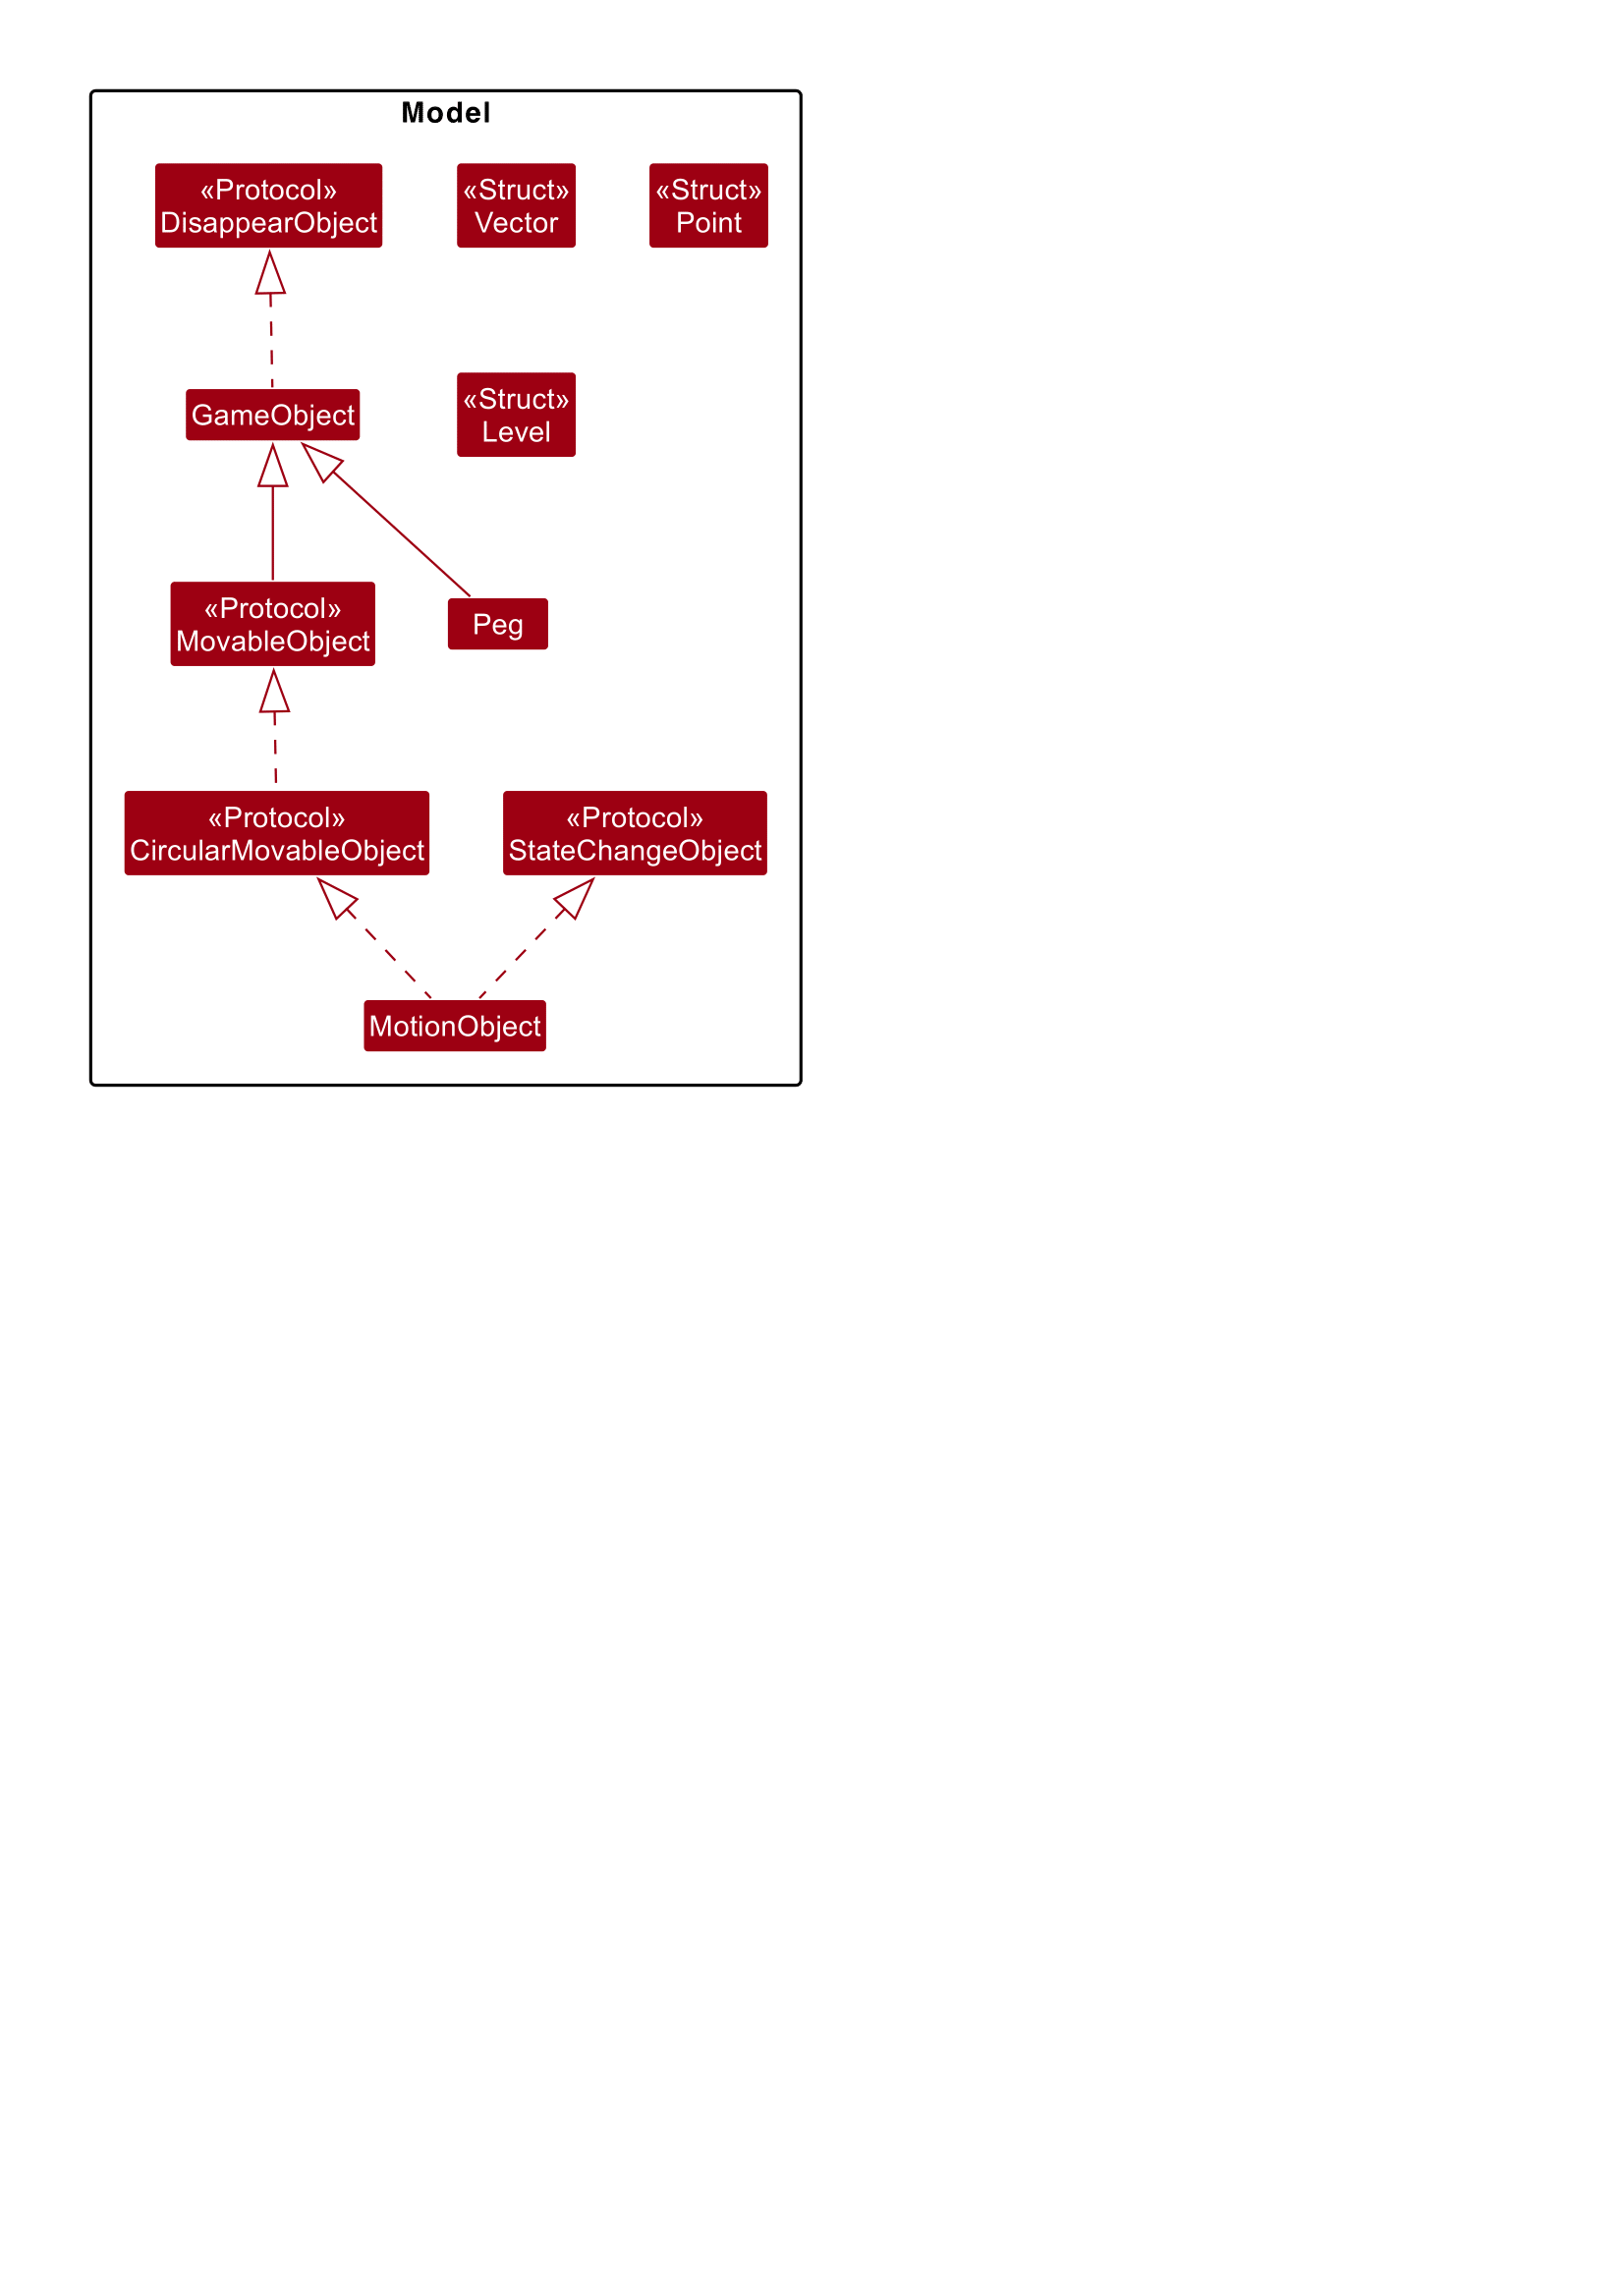 Model
«Protocol»
DisappearObject
«Struct»
Vector
«Struct»
Point
GameObject
«Struct»
Level
«Protocol»
MovableObject
Peg
«Protocol»
CircularMovableObject
«Protocol»
StateChangeObject
MotionObject